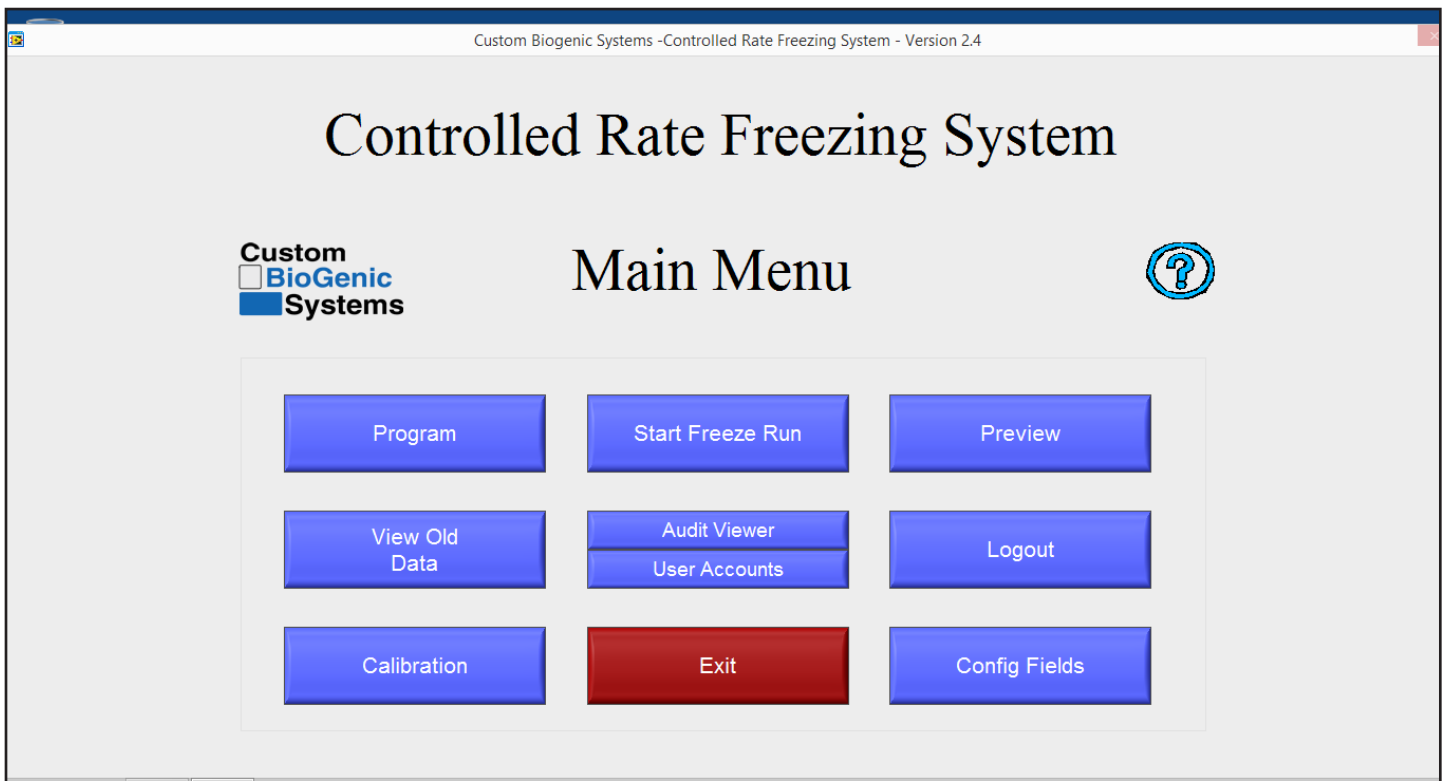 Custom Biogenic Systems -Controlled Rate Freezing System - Version 2.4
Controlled Rate Freezing System
Custom
BioGenic
Systems
Main Menu
?
Program
Start Freeze Run
Preview
View Old
Data
Audit Viewer
User Accounts
Logout
Calibration
Exit
Config Fields